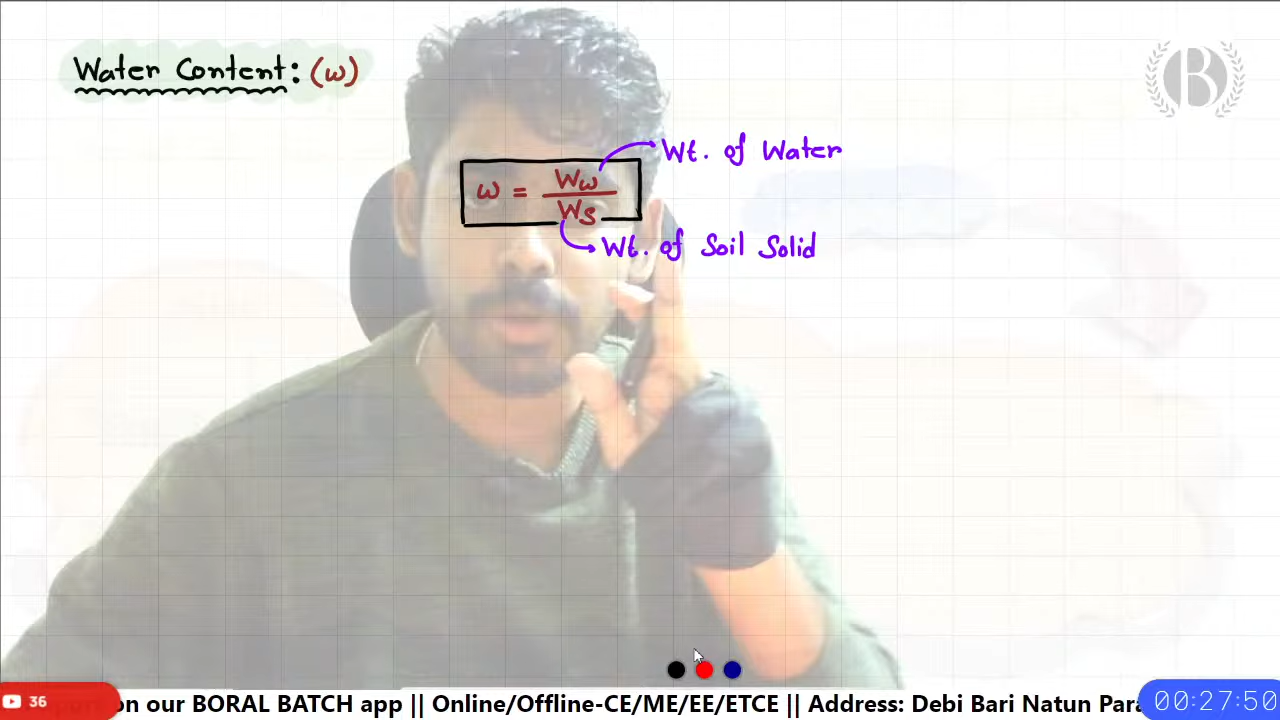 Water Content: (w)
Wt. of Water
w = Ww / Ws
Wt. of Soil Solid
B
36
on our BORAL BATCH app || Online/Offline-CE/ME/EE/ETCE || Address: Debi Bari Natun Para
00:27:50